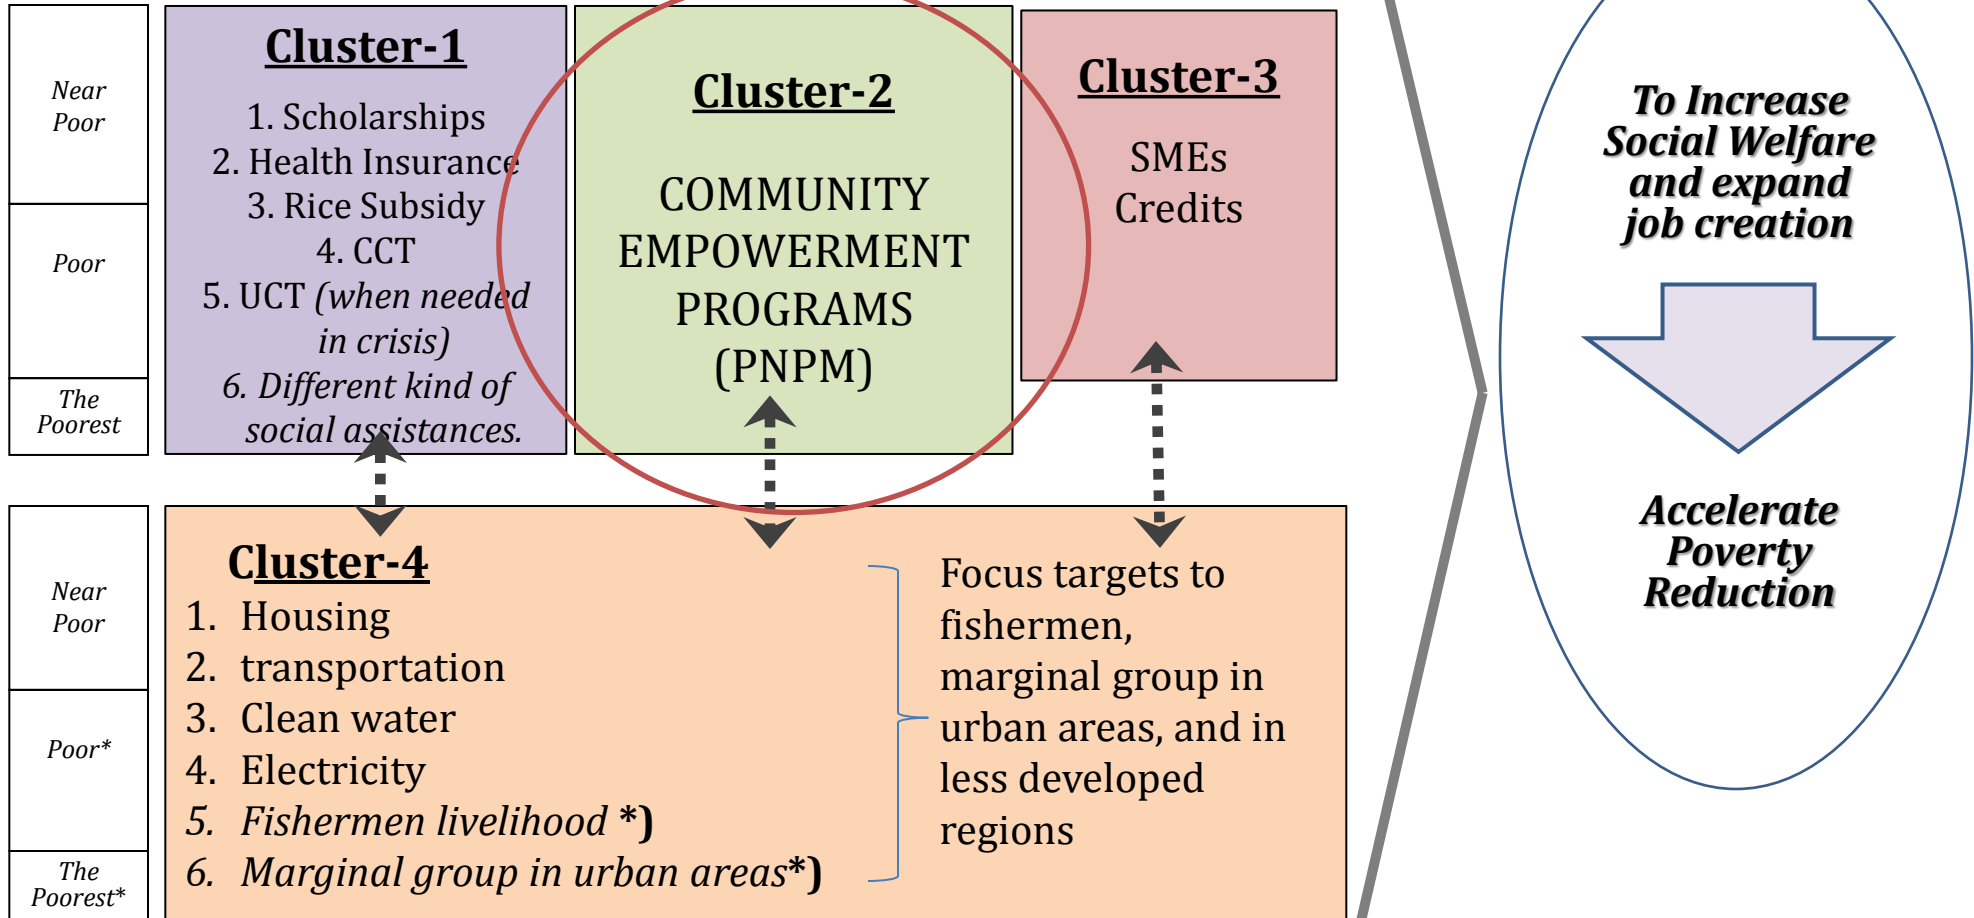 Near
Poor
Poor
The
Poorest
Cluster-1
1. Scholarships
2. Health Insurance
3. Rice Subsidy
4. CCT
5. UCT (when needed
in crisis)
6. Different kind of
social assistances.
Cluster-2
COMMUNITY
EMPOWERMENT
PROGRAMS
(PNPM)
Cluster-3
SMEs
Credits
Near
Poor
Poor*
The
Poorest*
Cluster-4
1. Housing
2. transportation
3. Clean water
4. Electricity
5. Fishermen livelihood *)
6. Marginal group in urban areas*)
Focus targets to
fishermen,
marginal group in
urban areas, and in
less developed
regions
To Increase
Social Welfare
and expand
job creation
Accelerate
Poverty
Reduction